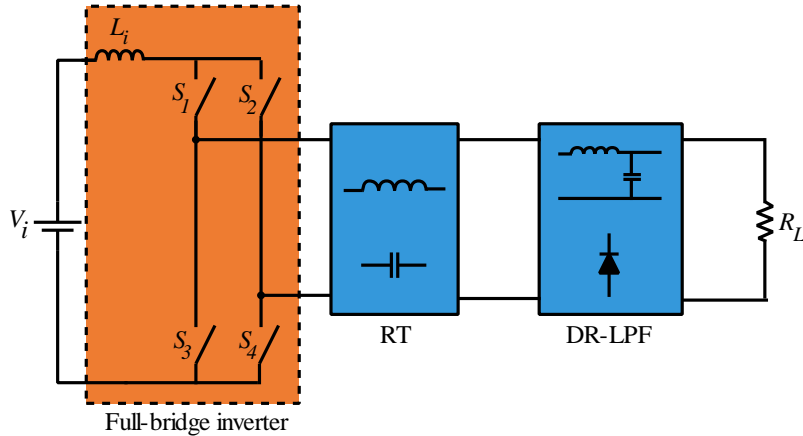 L_i
S_1 S_2
V_i
R_L
S_3 S_4
RT
DR-LPF
Full-bridge inverter